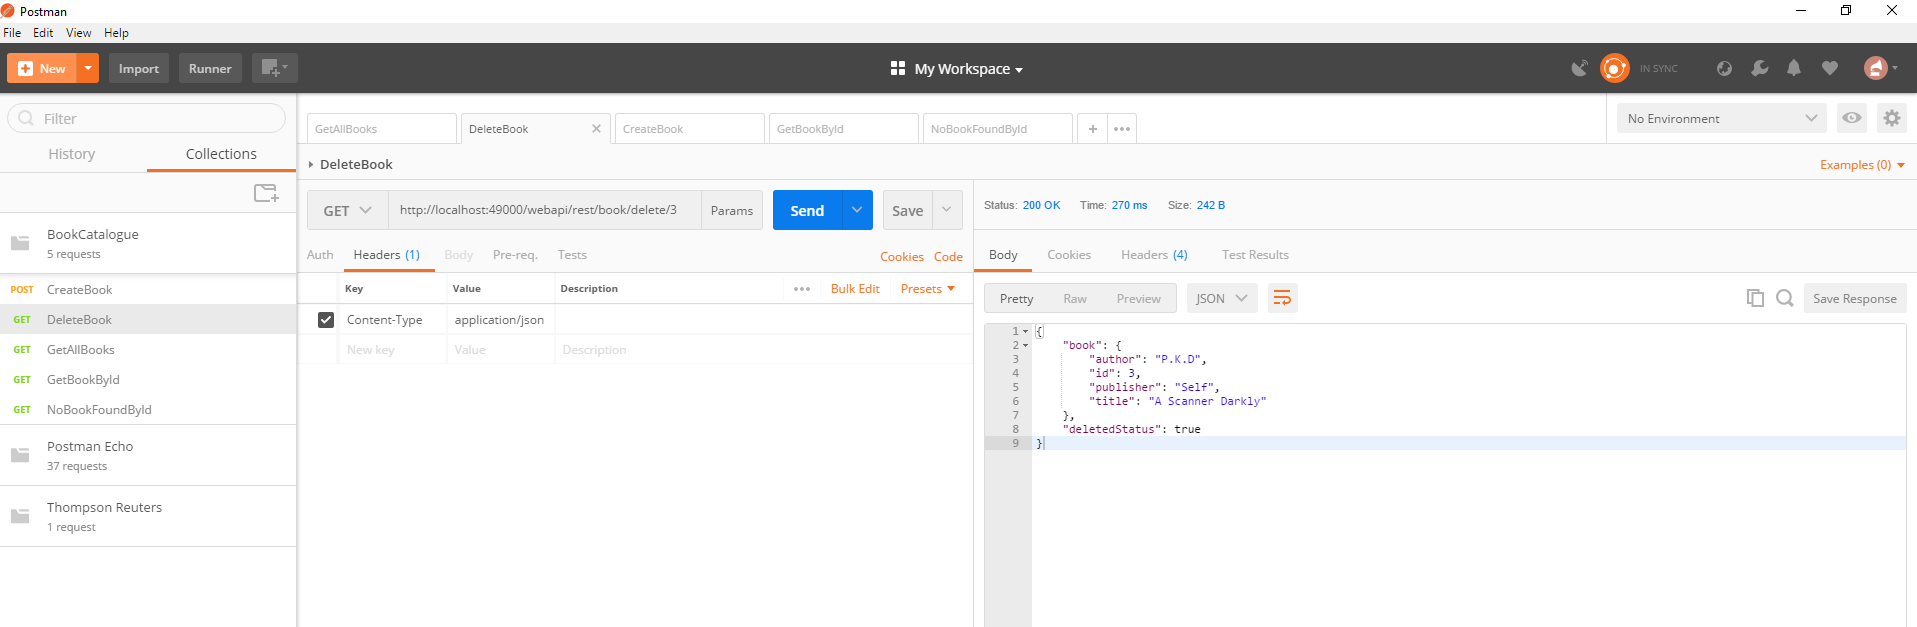 Postman
File Edit View Help
New Import Runner My Workspace IN SYNC
Filter
History Collections
BookCatalogue
5 requests
POST CreateBook
GET DeleteBook
GET GetAllBooks
GET GetBookById
GET NoBookFoundById
Postman Echo
37 requests
Thompson Reuters
1 request
GetAllBooks DeleteBook CreateBook GetBookById NoBookFoundById
No Environment
DeleteBook
Examples (0)
GET http://localhost:49000/webapi/rest/book/delete/3 Params Send Save
Auth Headers (1) Body Pre-req. Tests Cookies Code
Key Value Description Bulk Edit Presets
Content-Type application/json
New key Value Description
Status: 200 OK Time: 270 ms Size: 242 B
Body Cookies Headers (4) Test Results
Pretty Raw Preview JSON Save Response
1 {
2 "book": {
3 "author": "P.K.D",
4 "id": 3,
5 "publisher": "Self",
6 "title": "A Scanner Darkly"
7 },
8 "deletedStatus": true
9 }